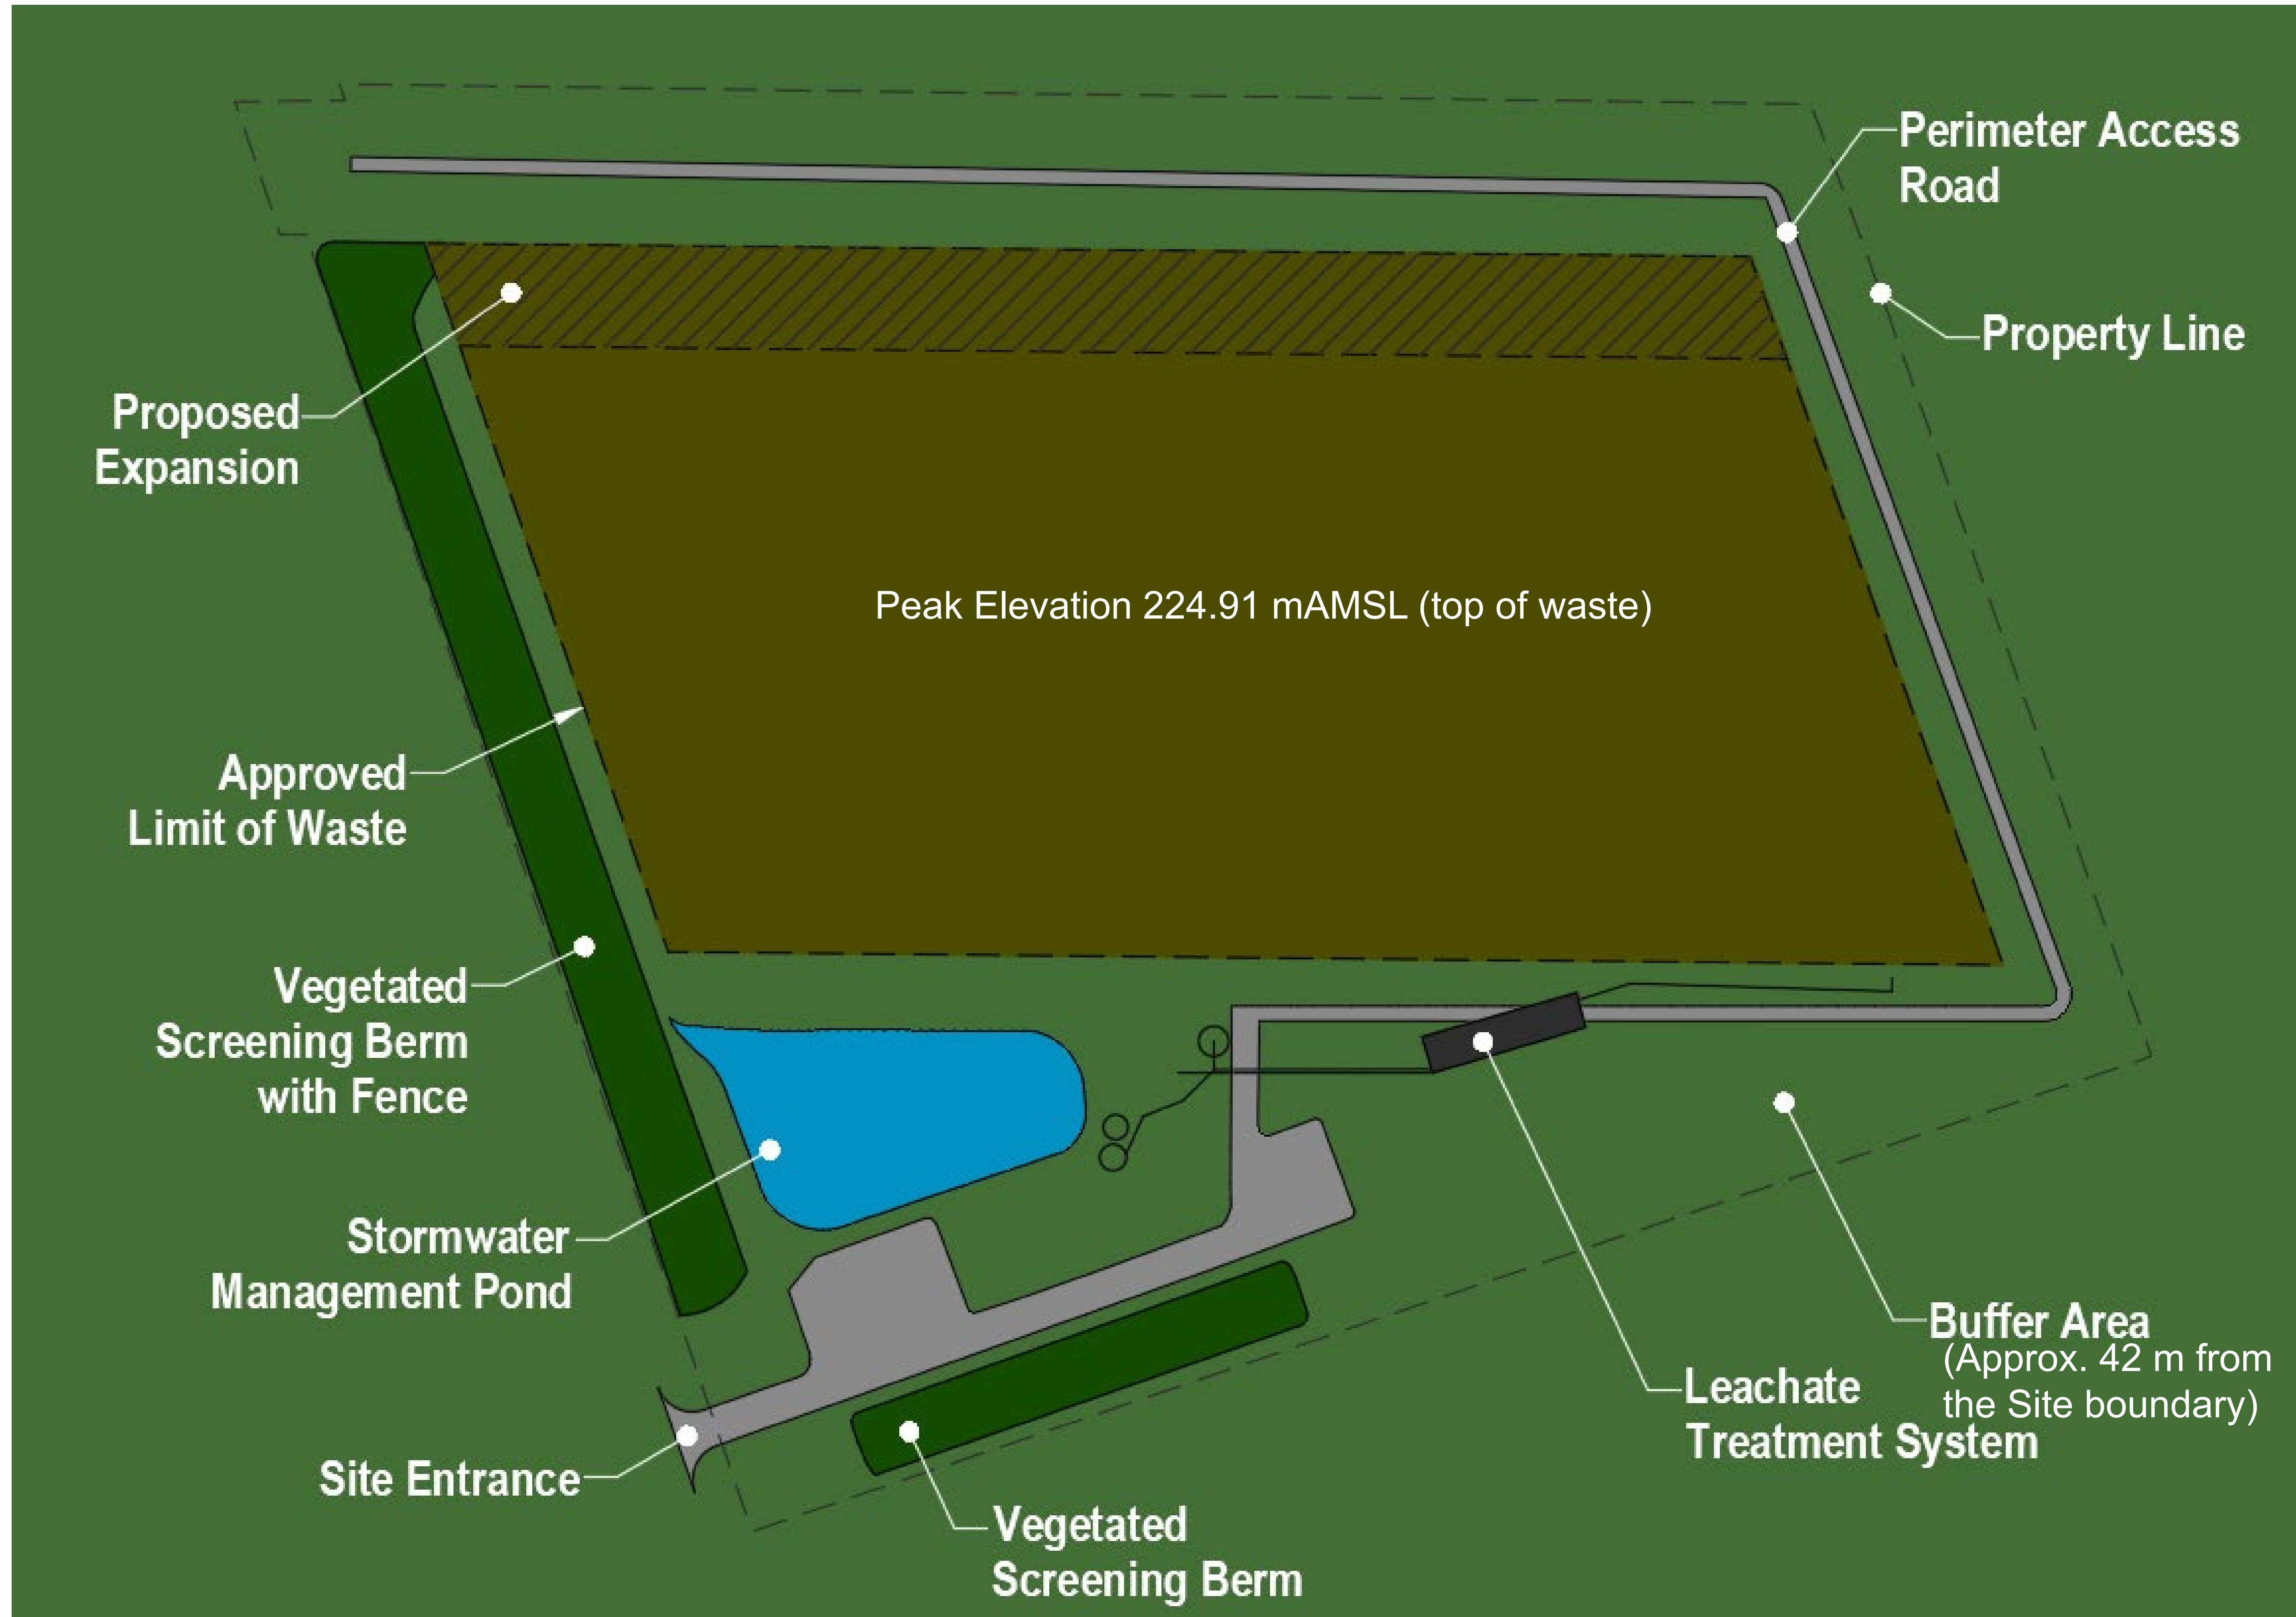 Perimeter Access
Road
Property Line
Proposed
Expansion
Peak Elevation 224.91 mAMSL (top of waste)
Approved
Limit of Waste
Vegetated
Screening Berm
with Fence
Stormwater
Management Pond
Buffer Area
(Approx. 42 m from
the Site boundary)
Leachate
Treatment System
Site Entrance
Vegetated
Screening Berm